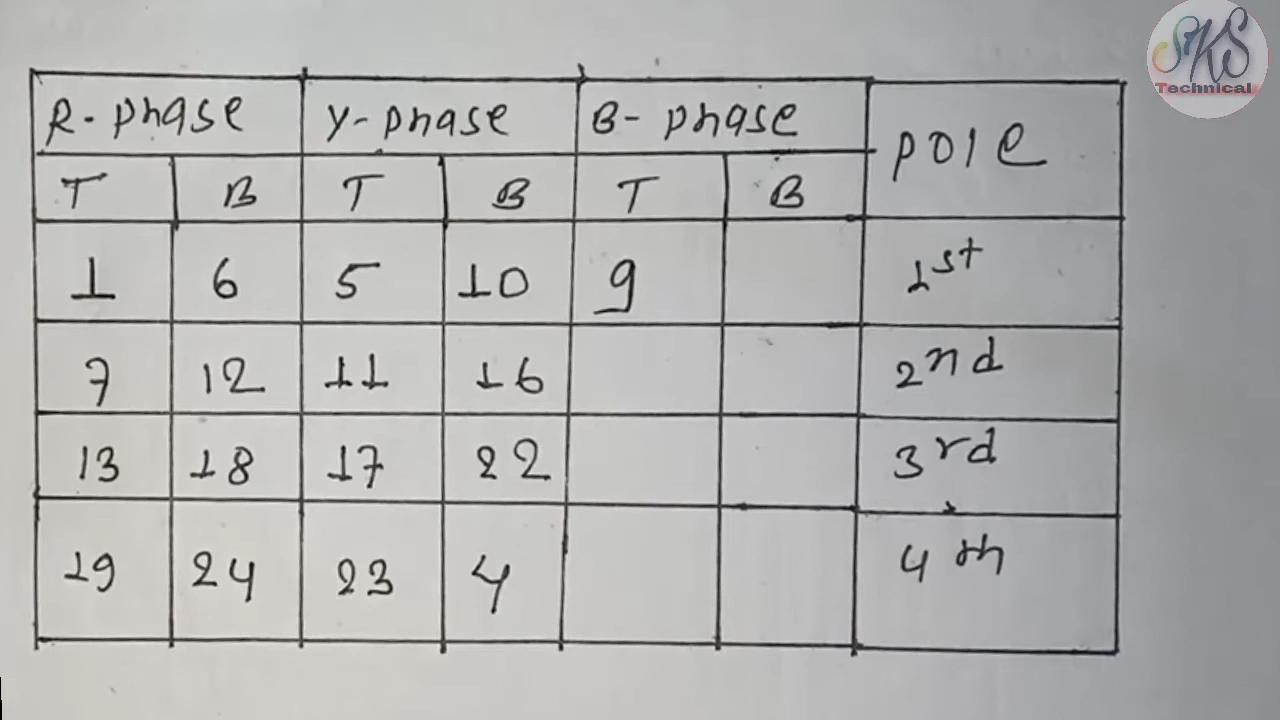 SKS
Technical
R-phase Y-phase B-phase pole
T B T B T B
1 6 5 10 9 1st
7 12 11 16 2nd
13 18 17 22 3rd
19 24 23 4 4th